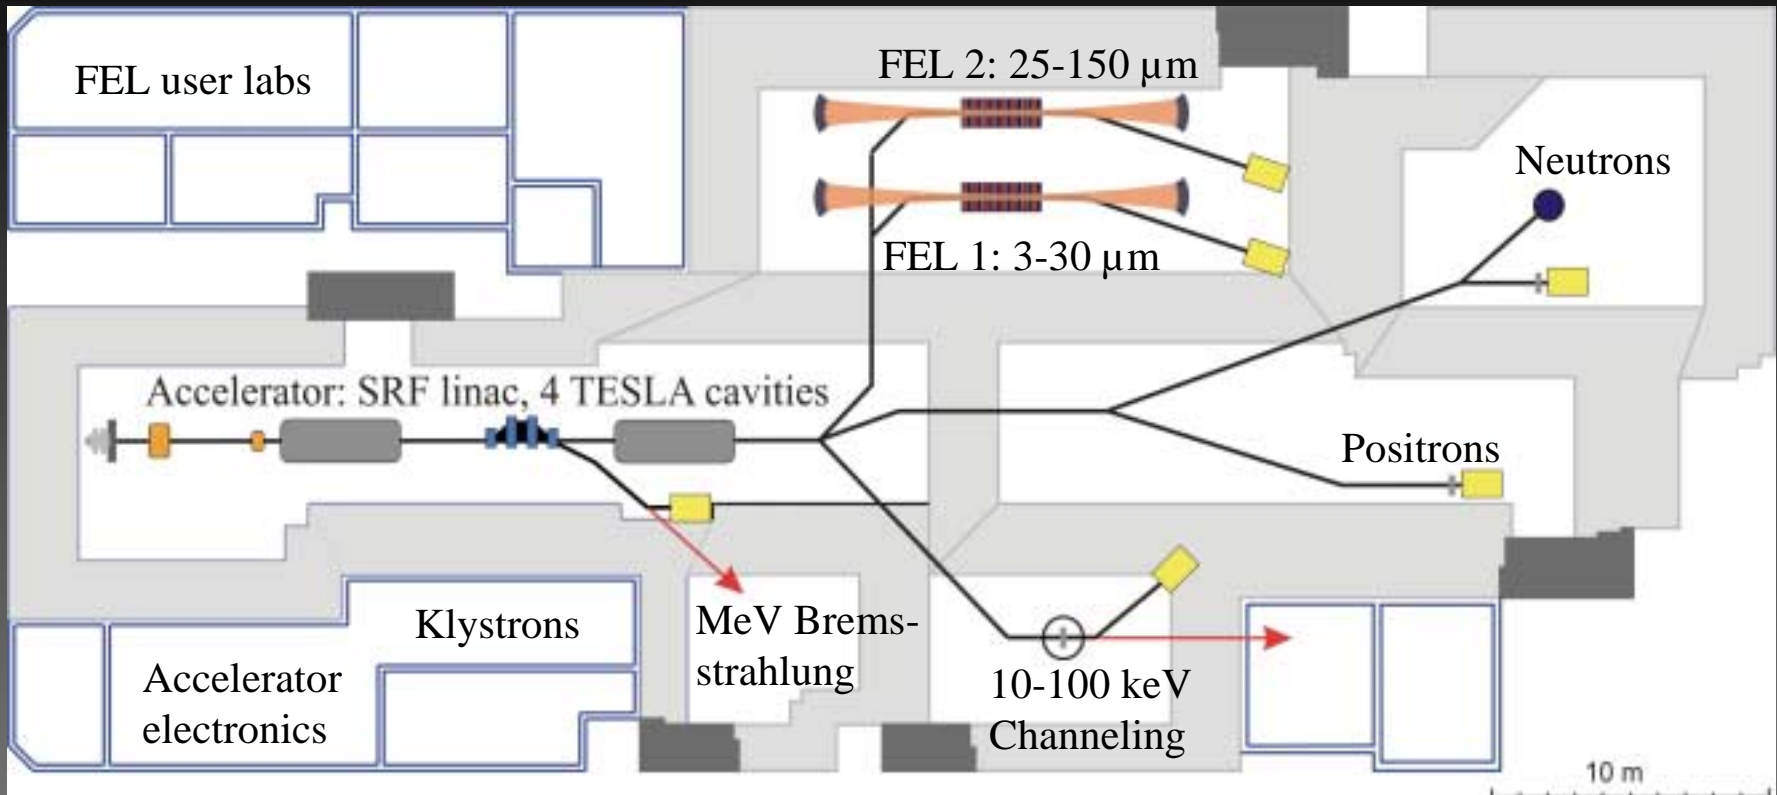 FEL user labs
FEL 2: 25-150 µm
Neutrons
FEL 1: 3-30 µm
Accelerator: SRF linac, 4 TESLA cavities
Positrons
Klystrons
MeV Brems-
strahlung
Accelerator
electronics
10-100 keV
Channeling
10 m